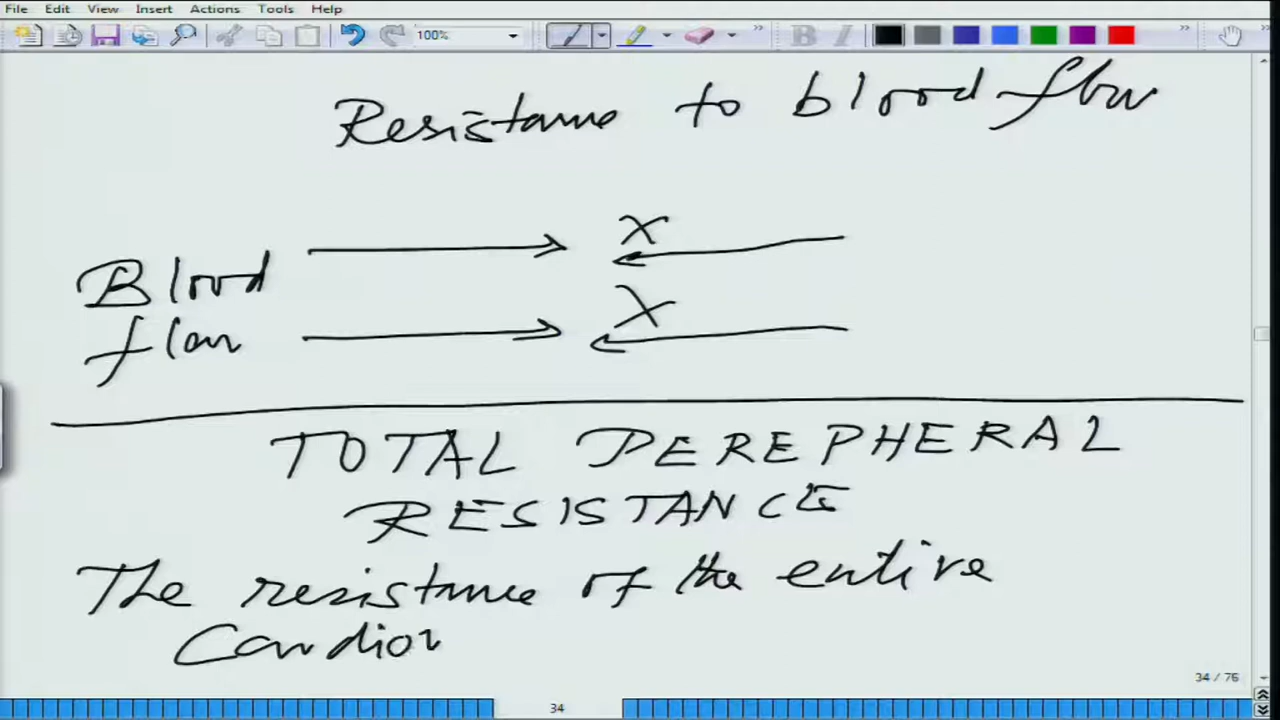 File Edit View Insert Actions Tools Help
100%
Resistance to blood flow
X
Blood
flow
X
TOTAL PEREPHERAL
RESISTANCE
The resistance of the entire
Cardiov
34 / 76
34